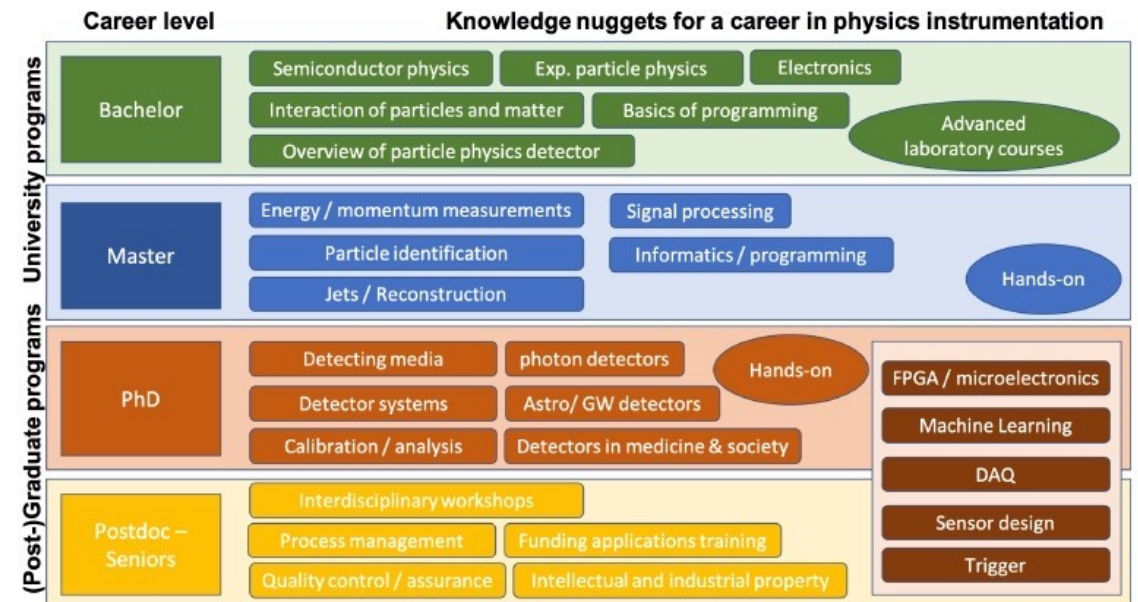 Career level
Knowledge nuggets for a career in physics instrumentation
University programs
Bachelor
Semiconductor physics
Exp. particle physics
Electronics
Interaction of particles and matter
Basics of programming
Overview of particle physics detector
Advanced
laboratory courses
Master
Energy / momentum measurements
Signal processing
Particle identification
Informatics / programming
Jets / Reconstruction
Hands-on
(Post-)Graduate programs
PhD
Detecting media
photon detectors
Hands-on
Detector systems
Astro/ GW detectors
Calibration / analysis
Detectors in medicine & society
FPGA / microelectronics
Machine Learning
DAQ
Sensor design
Trigger
Postdoc –
Seniors
Interdisciplinary workshops
Process management
Funding applications training
Quality control / assurance
Intellectual and industrial property